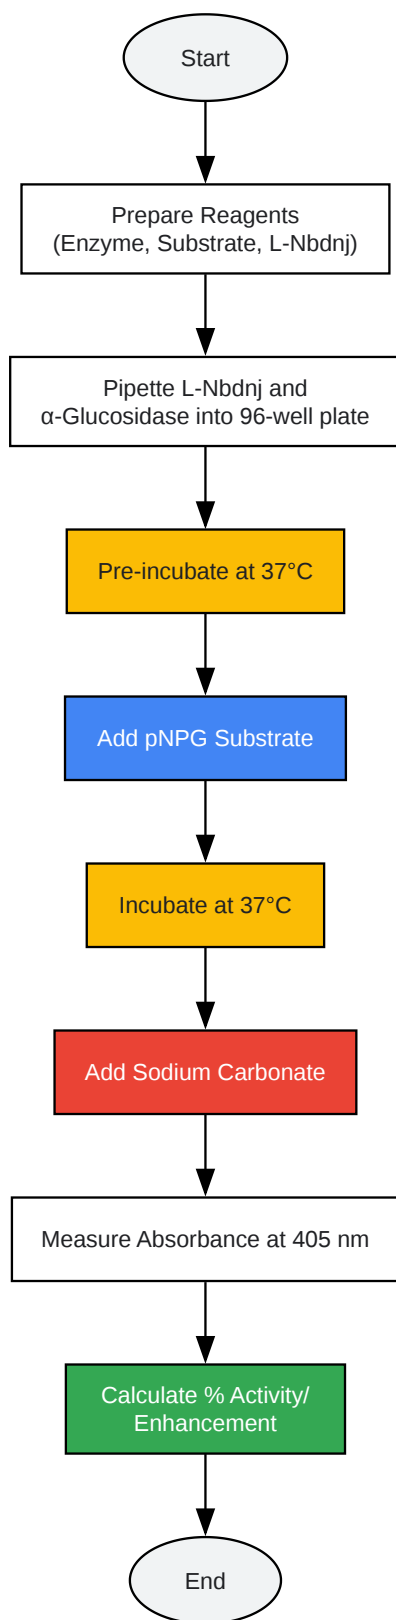 Start
Prepare Reagents
(Enzyme, Substrate, L-Nbdnj)
Pipette L-Nbdnj and
α-Glucosidase into 96-well plate
Pre-incubate at 37°C
Add pNPG Substrate
Incubate at 37°C
Add Sodium Carbonate
Measure Absorbance at 405 nm
Calculate % Activity/
Enhancement
End